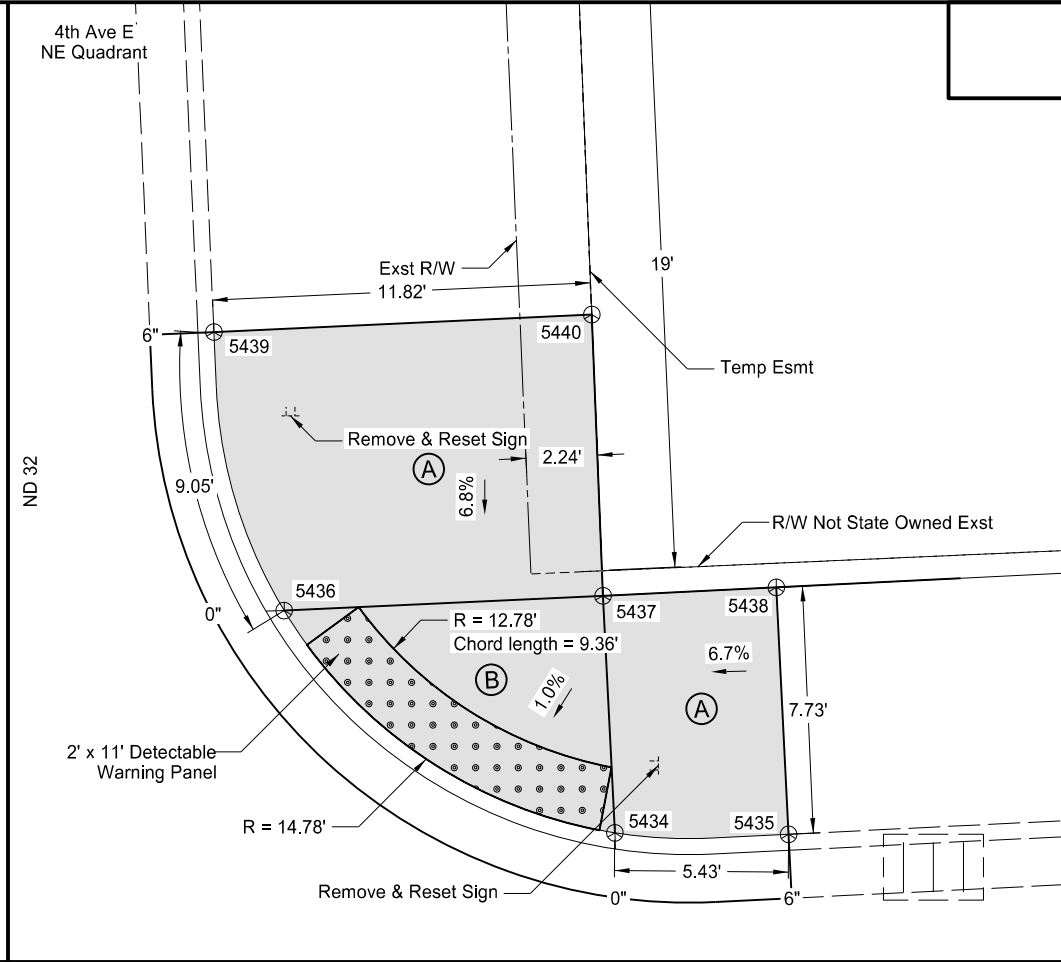 4th Ave E
NE Quadrant
Exst R/W
11.82'
19'
6"
5439
5440
Temp Esmt
Remove & Reset Sign
A
2.24'
6.8%
9.05'
ND 32
R/W Not State Owned Exst
5436
0"
5437
5438
R = 12.78'
Chord length = 9.36'
6.7%
B
1.0%
A
7.73'
2' x 11' Detectable
Warning Panel
R = 14.78'
5434
5435
5.43'
Remove & Reset Sign
0"
6"